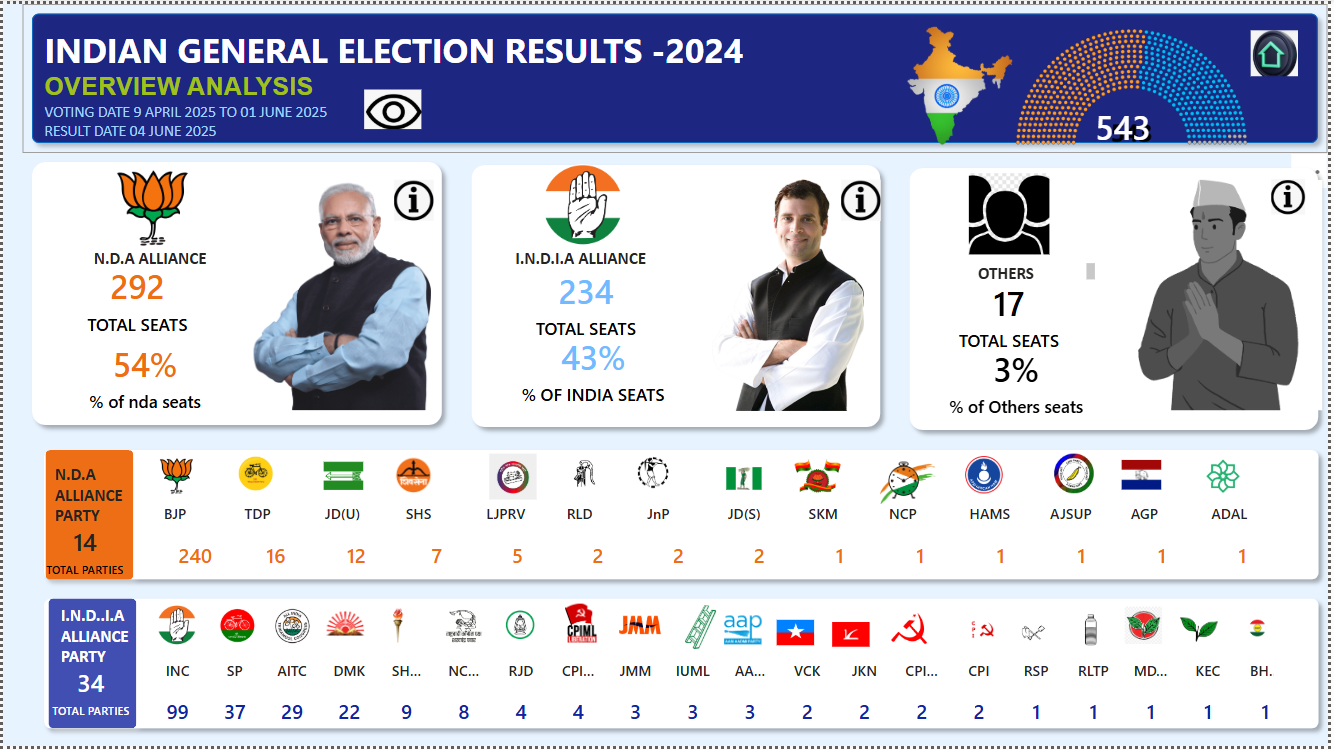 INDIAN GENERAL ELECTION RESULTS -2024
OVERVIEW ANALYSIS
VOTING DATE 9 APRIL 2025 TO 01 JUNE 2025
RESULT DATE 04 JUNE 2025
543
N.D.A ALLIANCE
292
TOTAL SEATS
54%
% of nda seats
I.N.D.I.A ALLIANCE
234
TOTAL SEATS
43%
% OF INDIA SEATS
OTHERS
17
TOTAL SEATS
3%
% of Others seats
N.D.A
ALLIANCE
PARTY
14
TOTAL PARTIES
शिवसेना
BJP TDP JD(U) SHS LJPRV RLD JnP JD(S) SKM NCP HAMS AJSUP AGP ADAL
240 16 12 7 5 2 2 2 1 1 1 1 1 1
I.N.D..I.A
ALLIANCE
PARTY
34
TOTAL PARTIES
CPIML
LIBERATION
JMM
aap
INC SP AITC DMK SH... NC... RJD CPI... JMM IUML AA... VCK JKN CPI... CPI RSP RLTP MD... KEC BH.
99 37 29 22 9 8 4 4 3 3 3 2 2 2 2 1 1 1 1 1